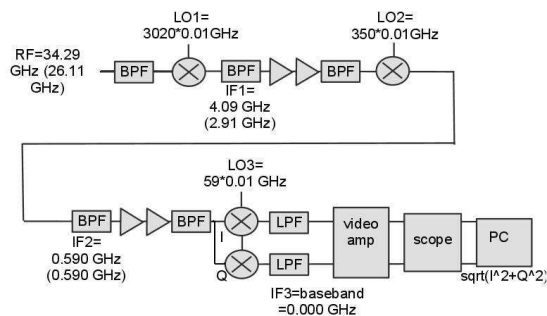 LO1=
3020*0.01GHz
LO2=
350*0.01GHz
RF=34.29
GHz (26.11
GHz)
BPF
BPF
BPF
IF1=
4.09 GHz
(2.91 GHz)
LO3=
59*0.01 GHz
BPF
BPF
I
Q
LPF
LPF
video
amp
scope
PC
IF2=
0.590 GHz
(0.590 GHz)
sqrt(I^2+Q^2)
IF3=baseband
=0.000 GHz